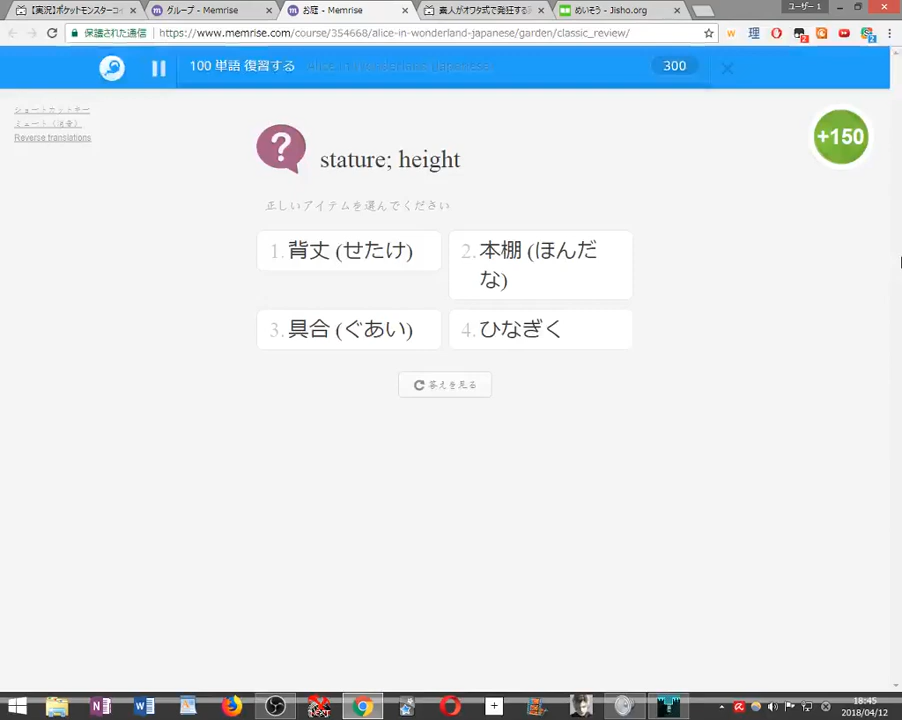 【実況】ポケットモンスターコイ
グループ - Memrise
お冠 - Memrise
素人がオワタ式で発狂する
めいそう - Jisho.org
ユーザー 1
保護された通信
https://www.memrise.com/course/354668/alice-in-wonderland-japanese/garden/classic_review/
100 単語 復習する
alice-in-wonderland-japanese
300
ショートカットキー
ミュート (消音)
Reverse translations
+150
?
stature; height
正しいアイテムを選んでください
1. 背丈 (せたけ)
2. 本棚 (ほんだ
な)
3. 具合 (ぐあい)
4. ひなぎく
答えを見る
18:45
2018/04/12